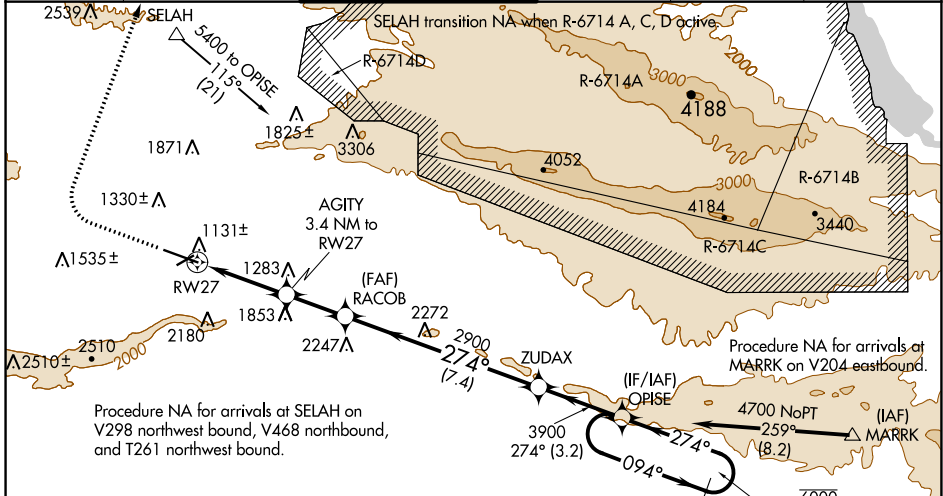 2539
SELAH
SELAH transition NA when R-6714 A, C, D active.
5400 to OPISE
115°
(21)
R-6714D
R-6714A
3000
2000
4188
1825±
3306
1871
4052
R-6714B
3000
1330±
4184
3440
R-6714C
AGITY
3.4 NM to
RW27
1131±
1535±
1283
RW27
(FAF)
RACOB
1853
2180
2272
2247
2900
274°
(7.4)
ZUDAX
2510±
2510
2000
Procedure NA for arrivals at
MARRK on V204 eastbound.
(IF/IAF)
OPISE
4700 NoPT
259°
(8.2)
(IAF)
MARRK
Procedure NA for arrivals at SELAH on
V298 northwest bound, V468 northbound,
and T261 northwest bound.
3900
274° (3.2)
274°
094°